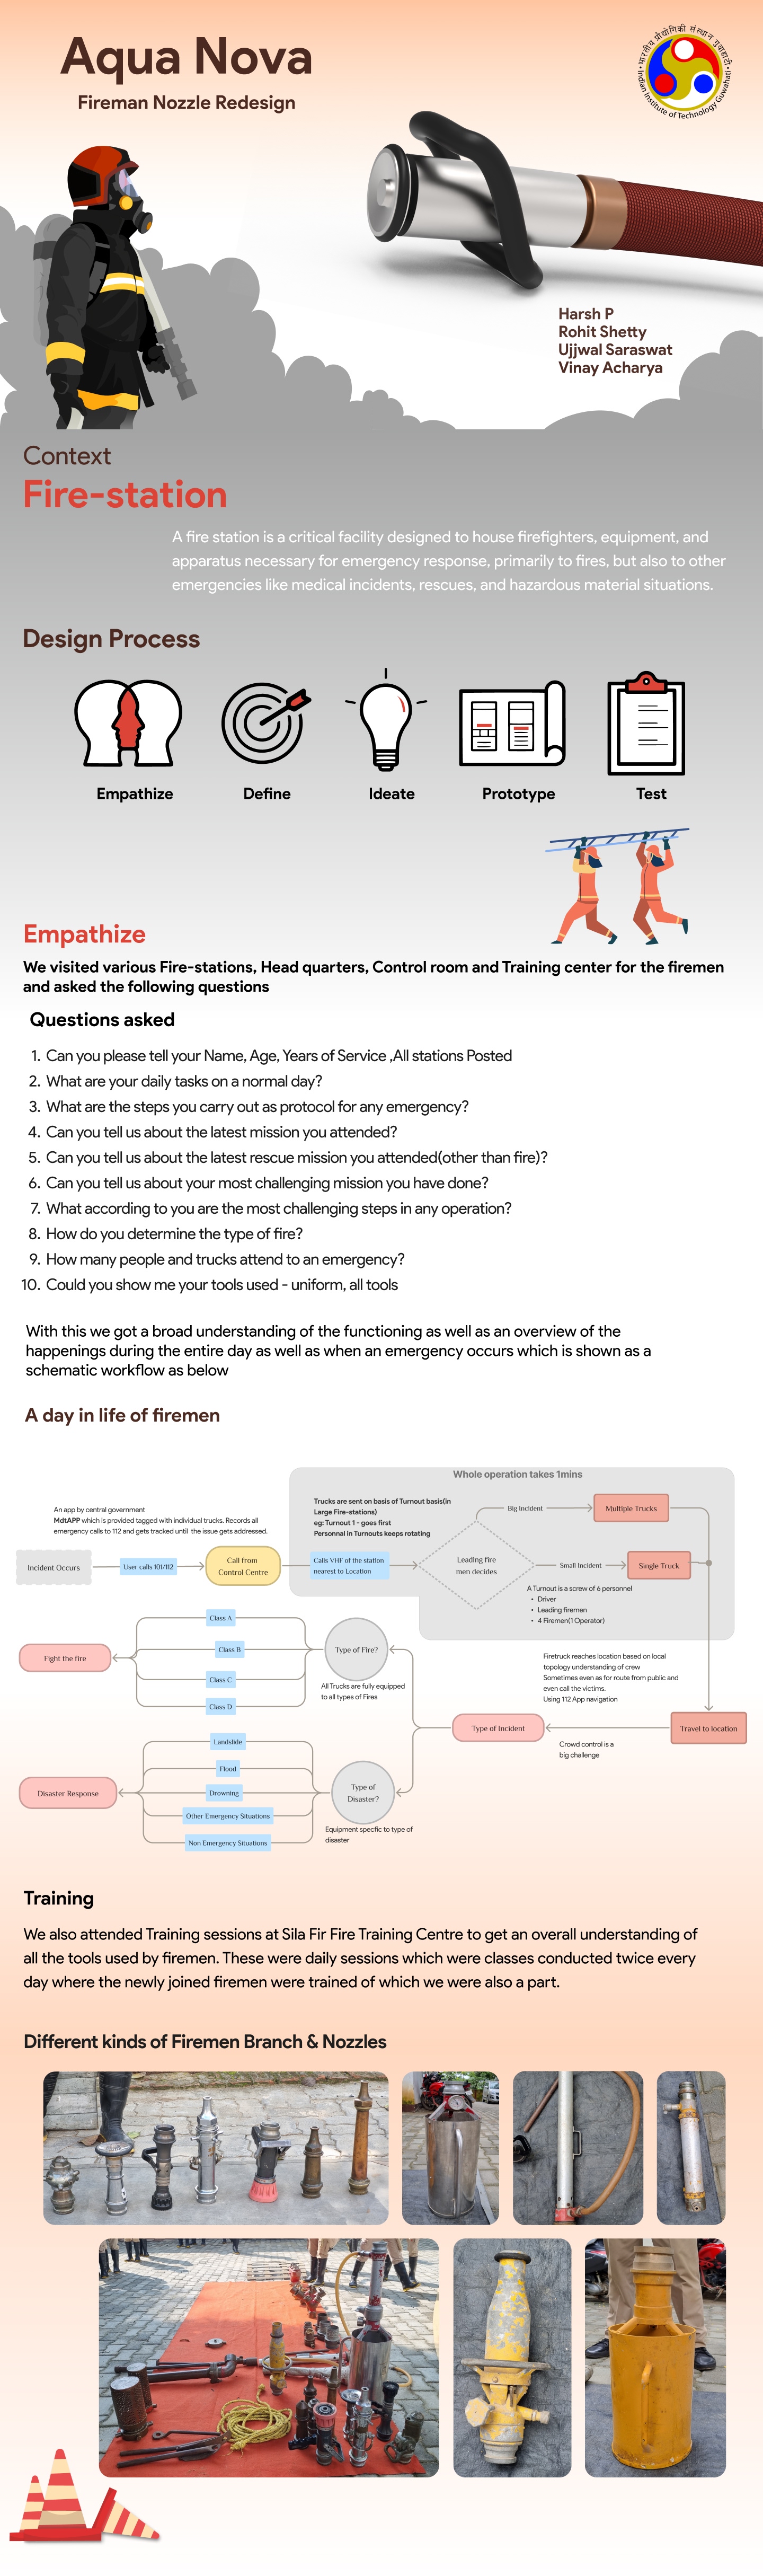 Aqua Nova
Fireman Nozzle Redesign
भारतीय प्रौद्योगिकी संस्थान गुवाहाटी
Indian Institute of Technology Guwahati
Harsh P
Rohit Shetty
Ujjwal Saraswat
Vinay Acharya
Context
Fire-station
A fire station is a critical facility designed to house firefighters, equipment, and
apparatus necessary for emergency response, primarily to fires, but also to other
emergencies like medical incidents, rescues, and hazardous material situations.
Design Process
Empathize
Define
Ideate
Prototype
Test
Empathize
We visited various Fire-stations, Head quarters, Control room and Training center for the firemen
and asked the following questions
Questions asked
1. Can you please tell your Name, Age, Years of Service ,All stations Posted
2. What are your daily tasks on a normal day?
3. What are the steps you carry out as protocol for any emergency?
4. Can you tell us about the latest mission you attended?
5. Can you tell us about the latest rescue mission you attended(other than fire)?
6. Can you tell us about your most challenging mission you have done?
7. What according to you are the most challenging steps in any operation?
8. How do you determine the type of fire?
9. How many people and trucks attend to an emergency?
10. Could you show me your tools used - uniform, all tools
With this we got a broad understanding of the functioning as well as an overview of the
happenings during the entire day as well as when an emergency occurs which is shown as a
schematic workflow as below
A day in life of firemen
Whole operation takes 1mins
An app by central government
MdtAPP which is provided tagged with individual trucks. Records all
emergency calls to 112 and gets tracked until the issue gets addressed.
Trucks are sent on basis of Turnout basis(in
Large Fire-stations)
eg: Turnout 1 - goes first
Personnal in Turnouts keeps rotating
Big Incident
Multiple Trucks
Incident Occurs
User calls 101/112
Call from
Control Centre
Calls VHF of the station
nearest to Location
Leading fire
men decides
Small Incident
Single Truck
A Turnout is a screw of 6 personnel
• Driver
• Leading firemen
• 4 Firemen(1 Operator)
Class A
Class B
Class C
Class D
Fight the fire
Type of Fire?
All Trucks are fully equipped
to all types of Fires
Firetruck reaches location based on local
topology understanding of crew
Sometimes even as for route from public and
even call the victims.
Using 112 App navigation
Type of Incident
Travel to location
Crowd control is a
big challenge
Landslide
Flood
Drowning
Other Emergency Situations
Non Emergency Situations
Disaster Response
Type of
Disaster?
Equipment specfic to type of
disaster
Training
We also attended Training sessions at Sila Fir Fire Training Centre to get an overall understanding of
all the tools used by firemen. These were daily sessions which were classes conducted twice every
day where the newly joined firemen were trained of which we were also a part.
Different kinds of Firemen Branch & Nozzles